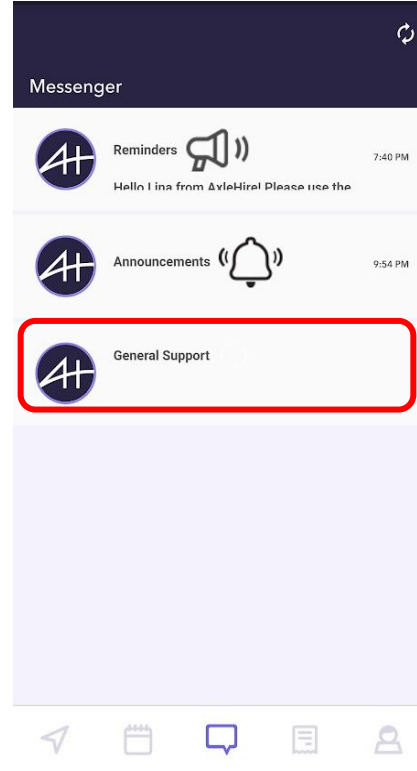 Messenger
Reminders
7:40 PM
Hello Lina from AxleHire! Please use the
Announcements
9:54 PM
General Support